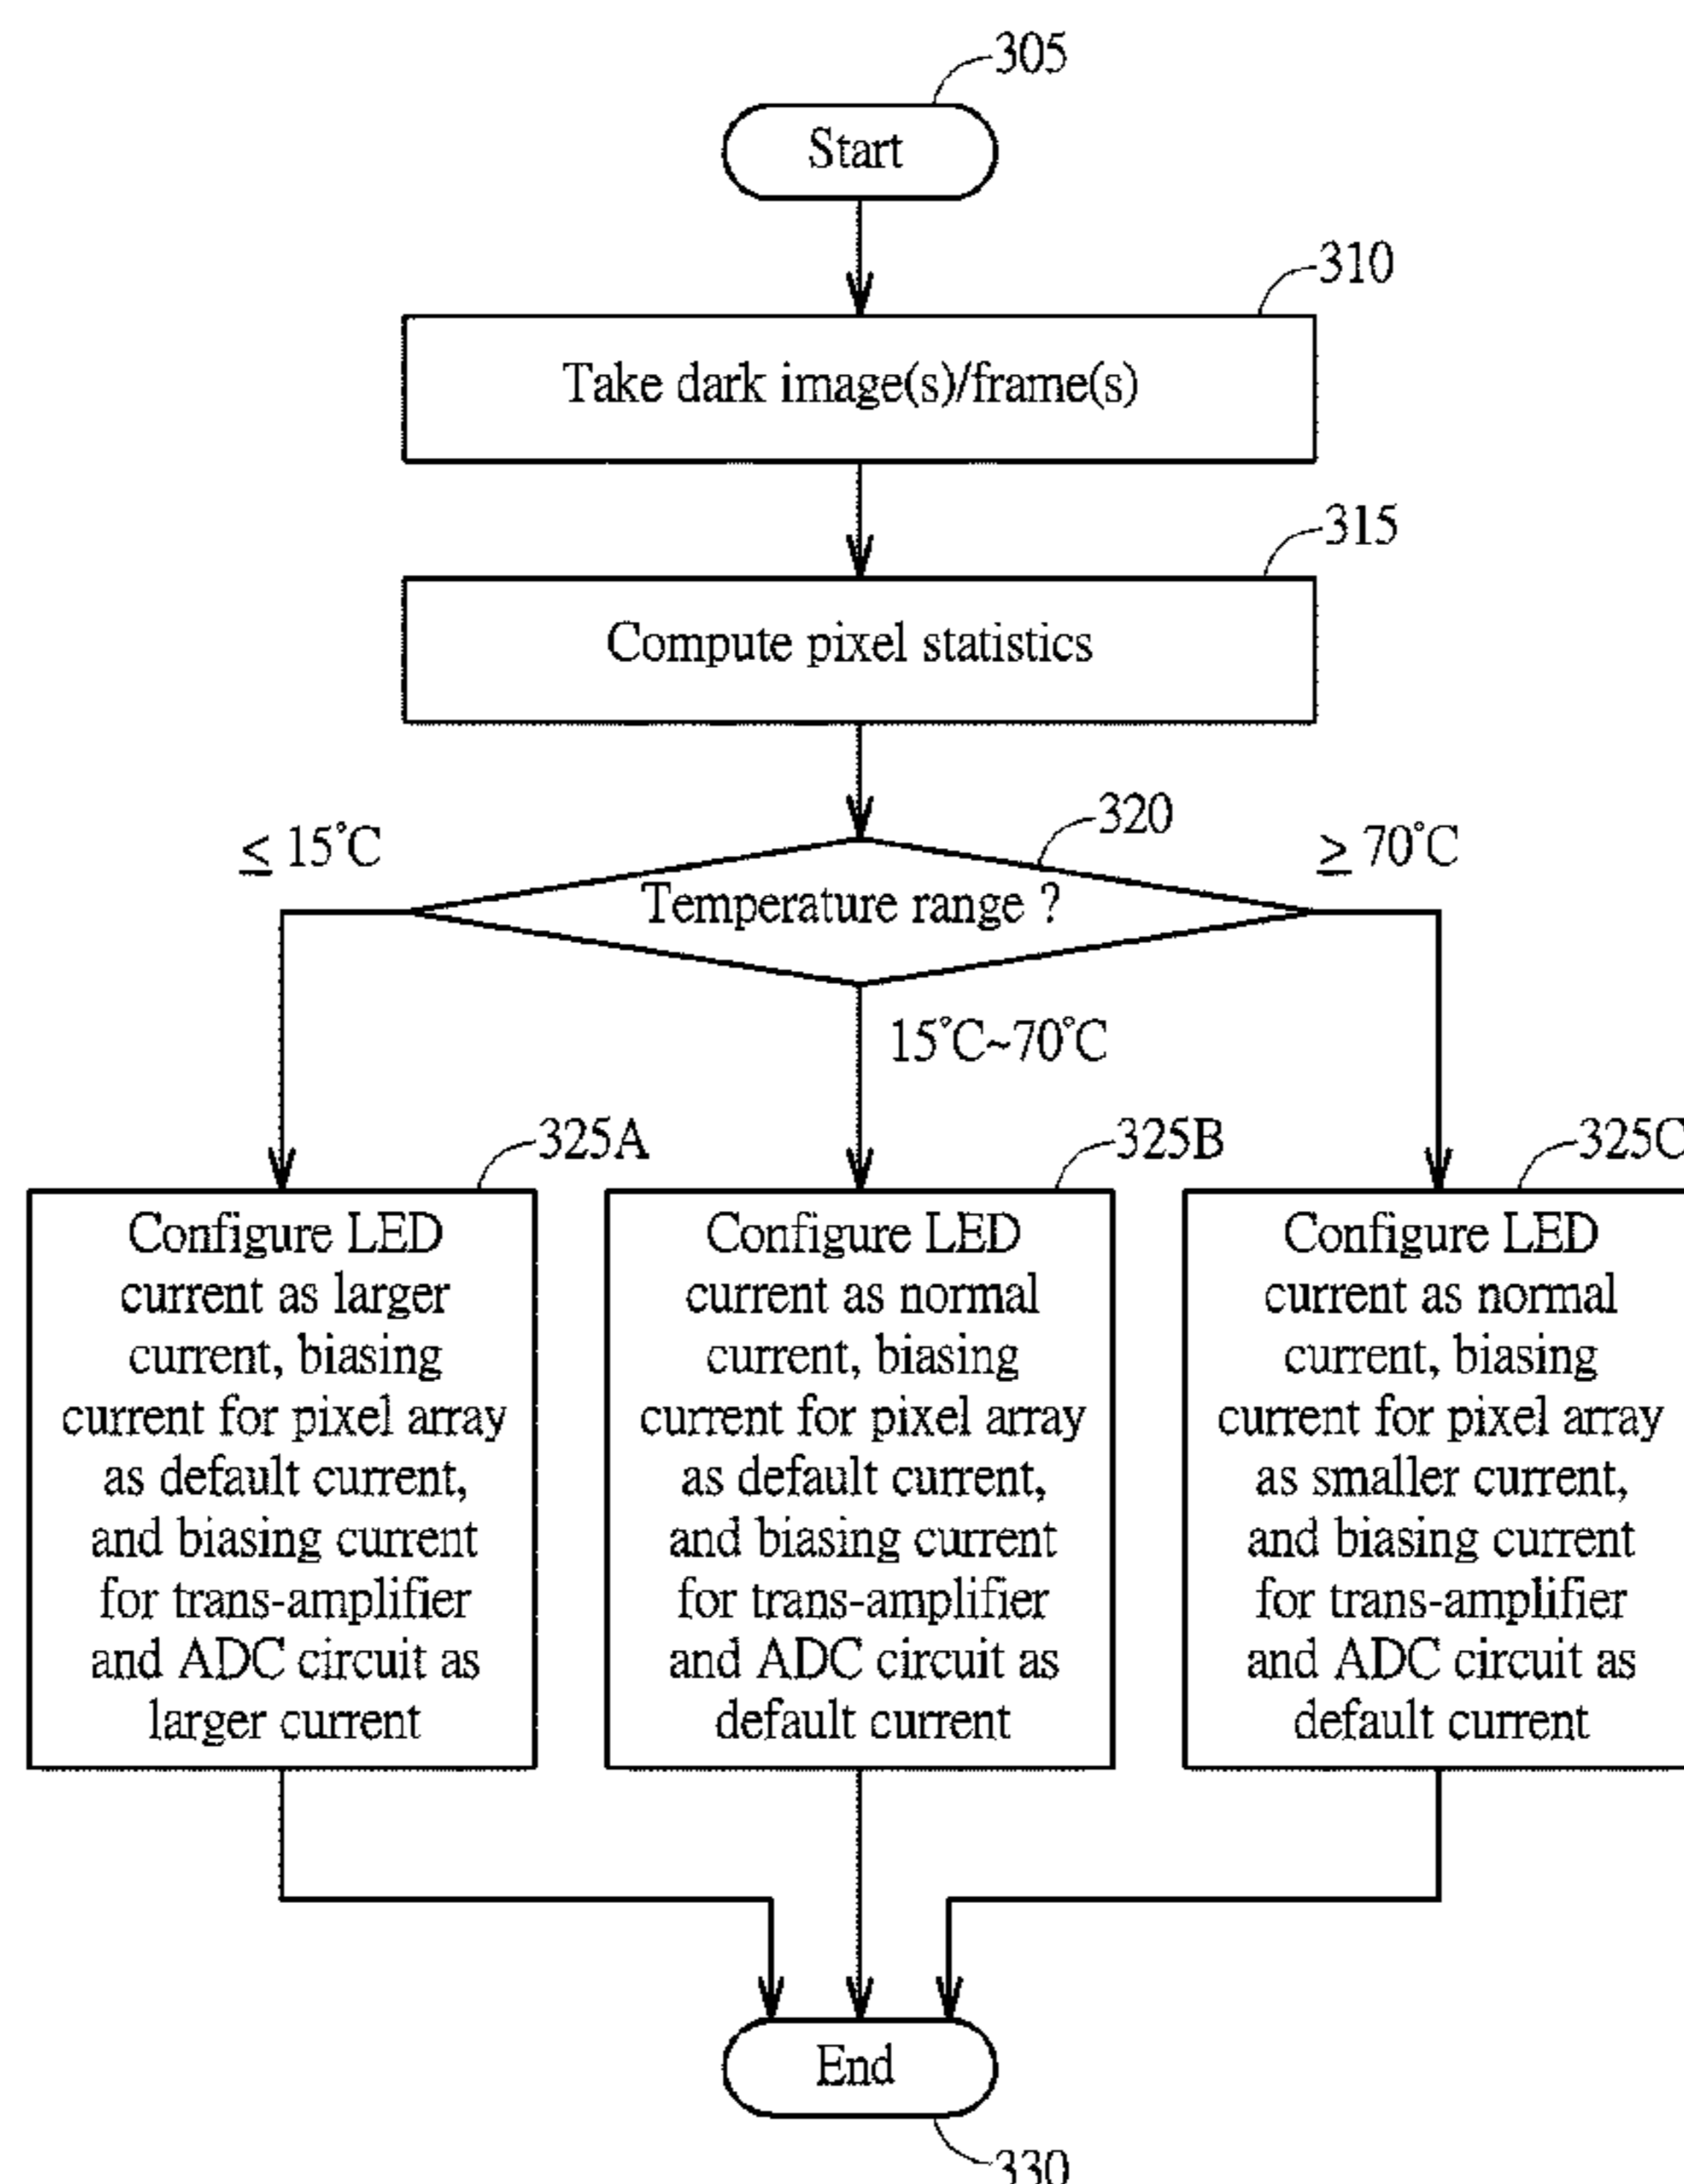 305
Start
310
Take dark image(s)/frame(s)
315
Compute pixel statistics
320
≤ 15°C
≥ 70°C
Temperature range ?
15°C~70°C
325A
325B
325C
Configure LED
current as larger
current, biasing
current for pixel array
as default current,
and biasing current
for trans-amplifier
and ADC circuit as
larger current
Configure LED
current as normal
current, biasing
current for pixel array
as default current,
and biasing current
for trans-amplifier
and ADC circuit as
default current
Configure LED
current as normal
current, biasing
current for pixel array
as smaller current,
and biasing current
for trans-amplifier
and ADC circuit as
default current
End
330